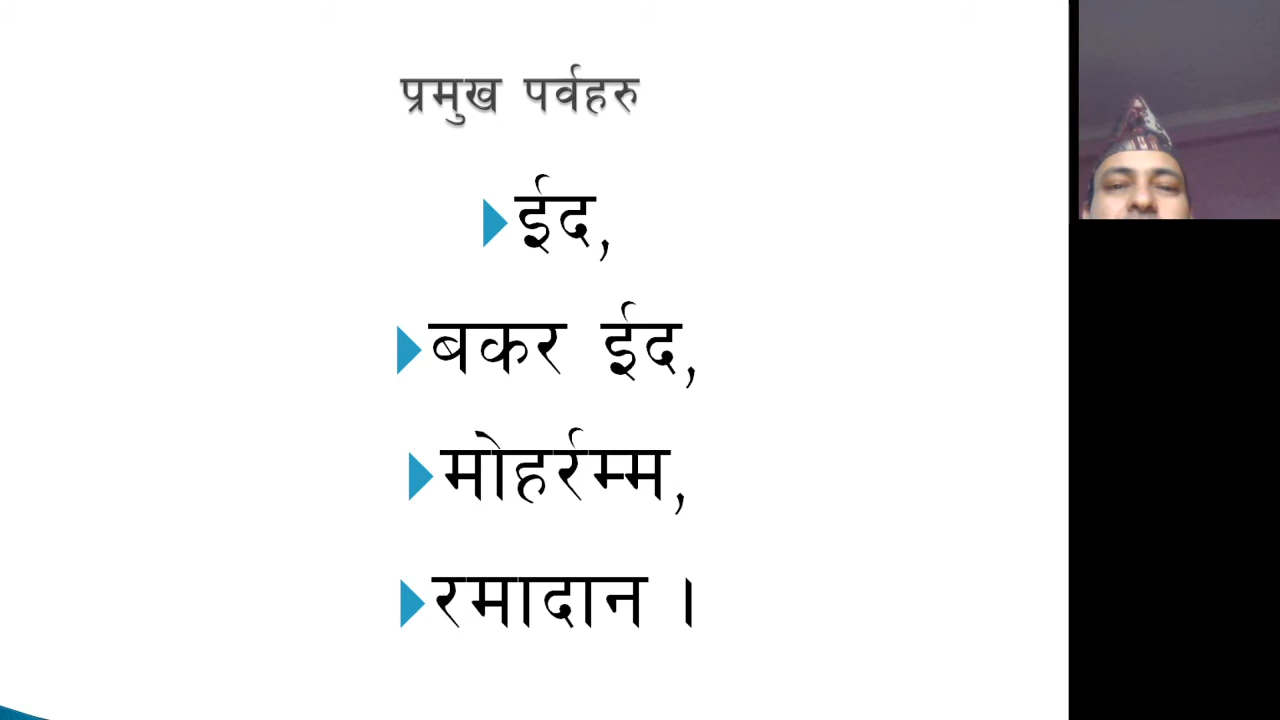 प्रमुख पर्वहरु
ईद,
बकर ईद,
मोहर्रम्म,
रमादान ।